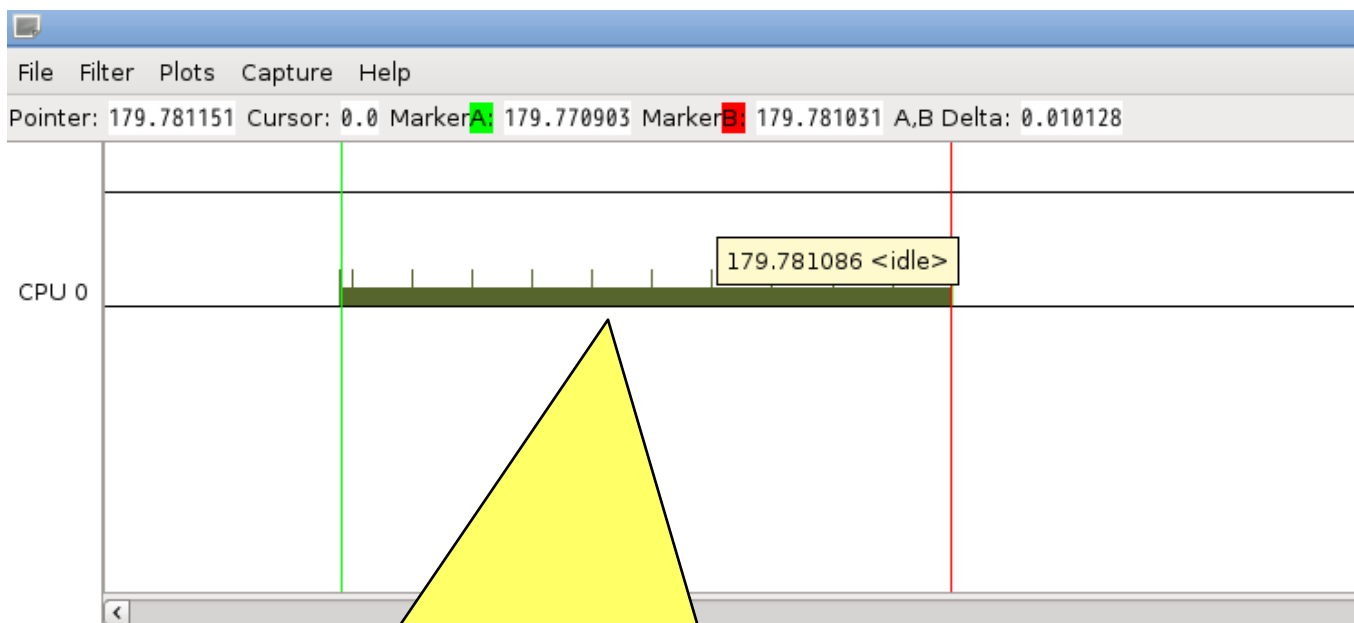 File Filter Plots Capture Help
Pointer: 179.781151 Cursor: 0.0 MarkerA: 179.770903 MarkerB: 179.781031 A,B Delta: 0.010128
179.781086 <idle>
CPU 0